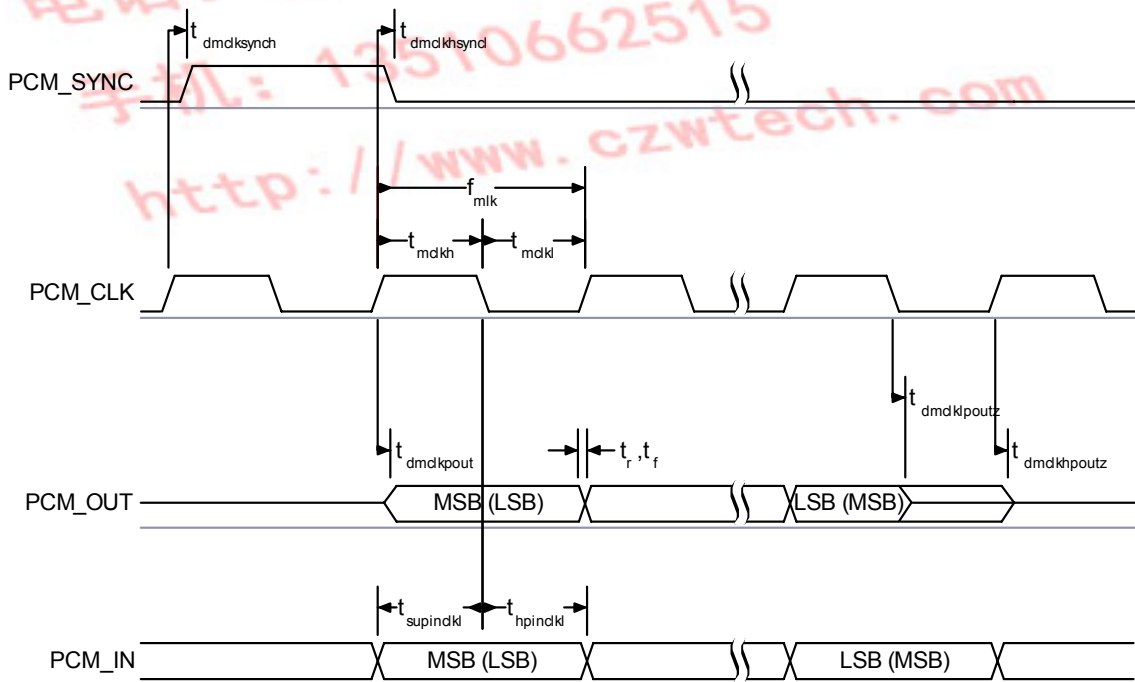 电话:
手机: 13510662515
http://www.czwtech.com
t dmclksynch
t dmclkhsyncl
PCM_SYNC
f mlk
t mclkh
t mclkl
PCM_CLK
t dmclklpoutz
t dmclkpout
t r ,t f
t dmclkhpoutz
PCM_OUT
MSB (LSB)
LSB (MSB)
t supinclkl
t hpinclkl
PCM_IN
MSB (LSB)
LSB (MSB)